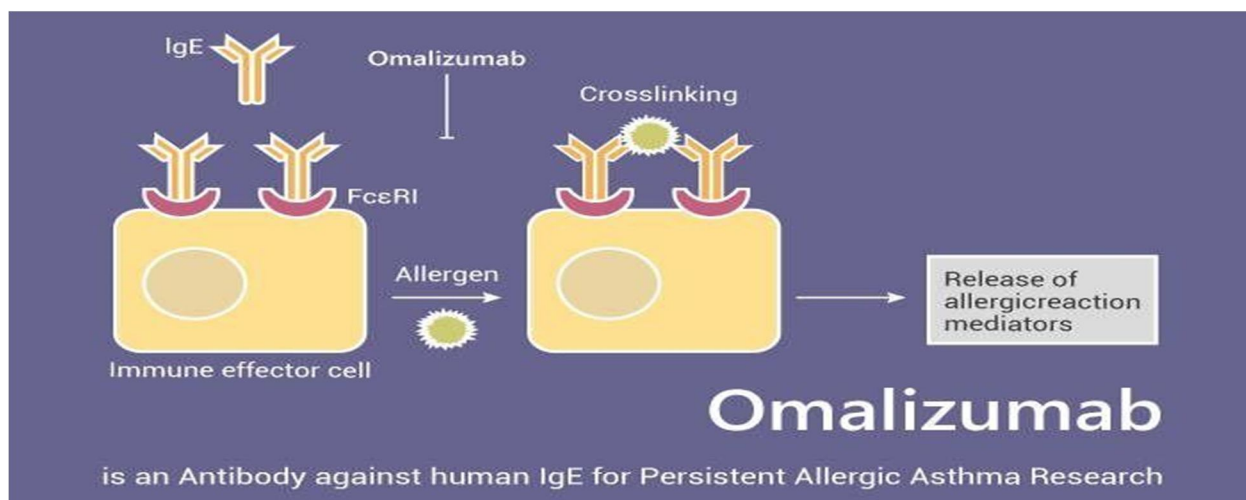 IgE
Omalizumab
Crosslinking
FcεRI
Allergen
Immune effector cell
Release of
allergicreaction
mediators
Omalizumab
is an Antibody against human IgE for Persistent Allergic Asthma Research